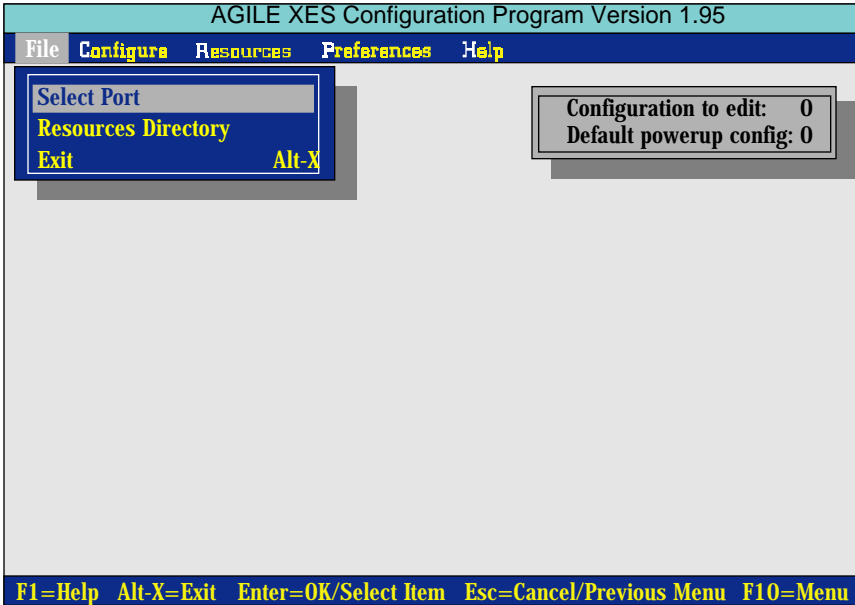 AGILE XES Configuration Program Version 1.95
File Configure Resources Preferences Help
Select Port
Resources Directory
Exit Alt-X
Configuration to edit: 0
Default powerup config: 0
F1=Help Alt-X=Exit Enter=OK/Select Item Esc=Cancel/Previous Menu F10=Menu